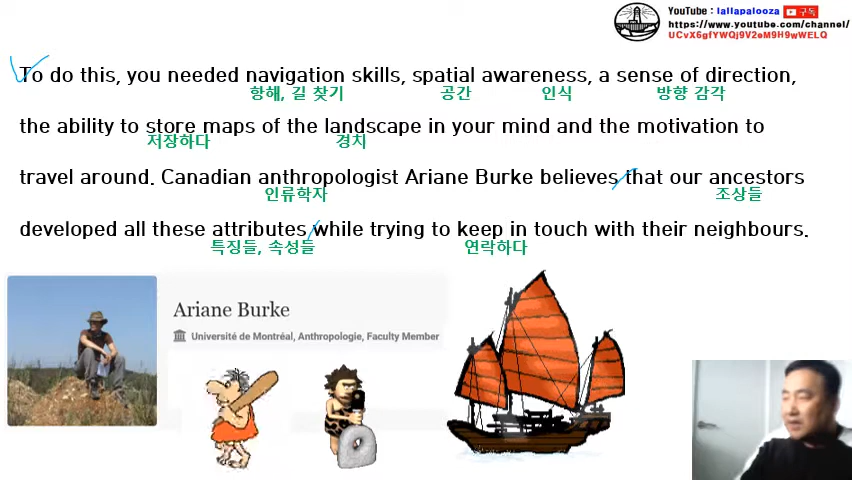 YouTube : lallapalooza 구독
https://www.youtube.com/channel/
UCvX6gfYWQj9V2eM9H9wWELQ
To do this, you needed navigation skills, spatial awareness, a sense of direction,
항해, 길 찾기 공간 인식 방향 감각
the ability to store maps of the landscape in your mind and the motivation to
저장하다 경치
travel around. Canadian anthropologist Ariane Burke believes that our ancestors
인류학자 조상들
developed all these attributes while trying to keep in touch with their neighbours.
특징들, 속성들 연락하다
Ariane Burke
Université de Montréal, Anthropologie, Faculty Member